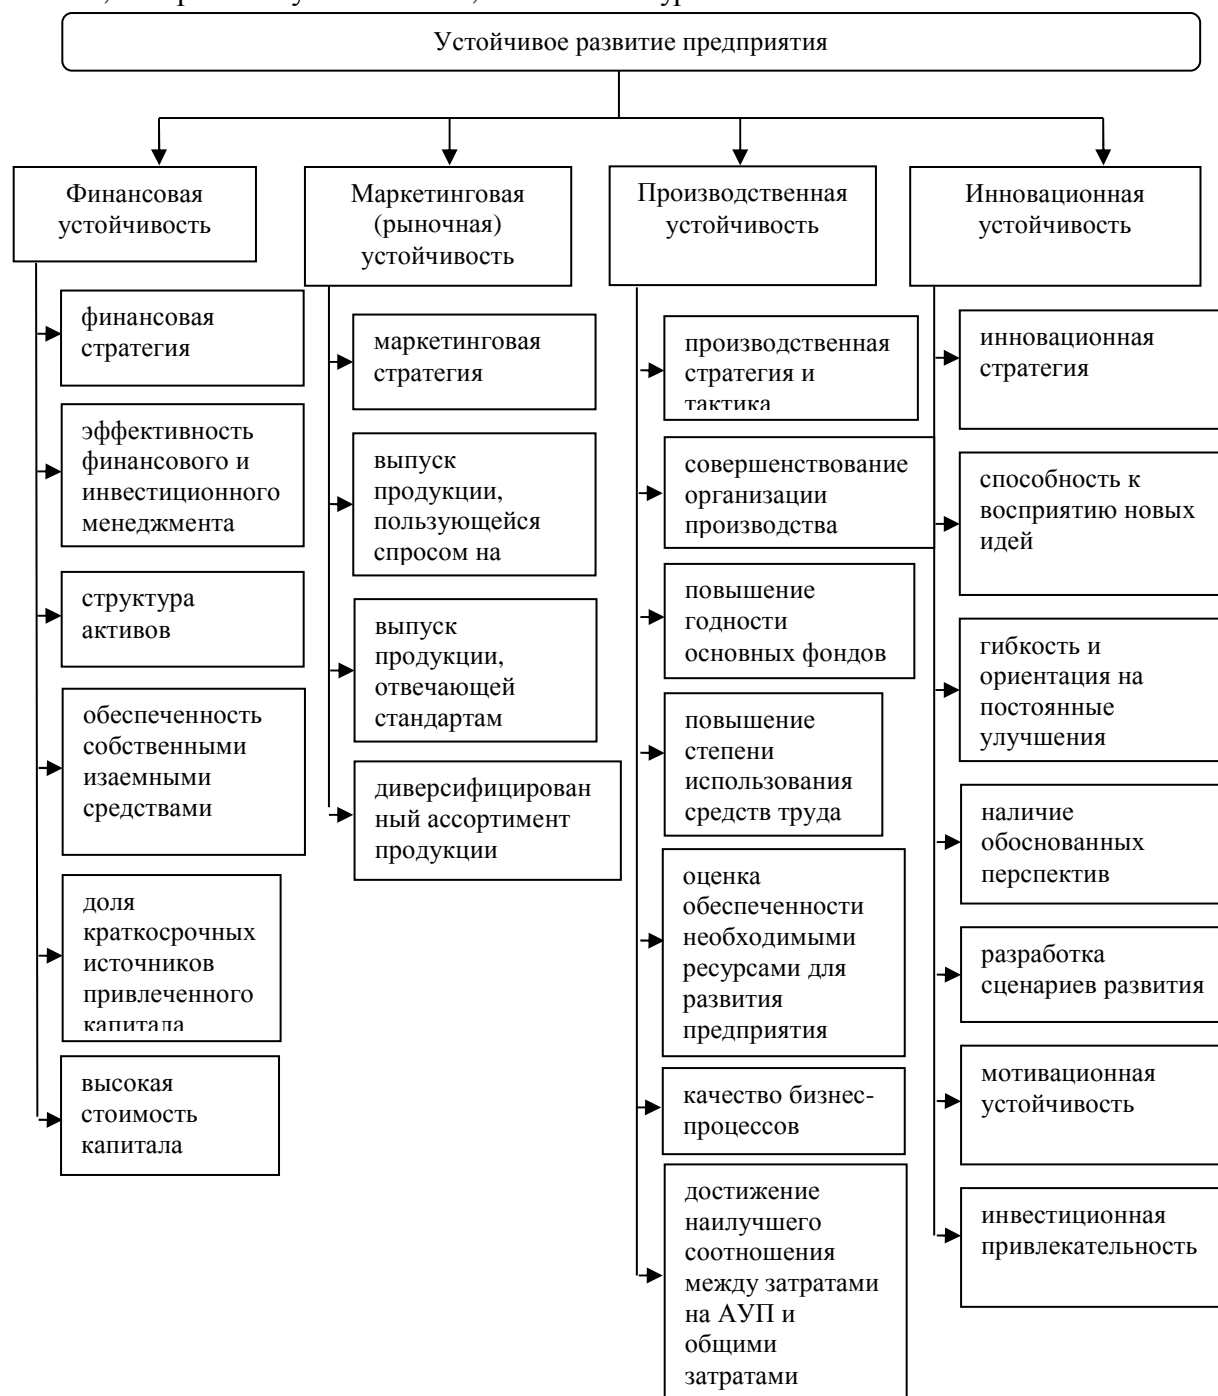 Устойчивое развитие предприятия
Финансовая
устойчивость
финансовая
стратегия
эффективность
финансового и
инвестиционного
менеджмента
структура
активов
обеспеченность
собственными
изаемными
средствами
доля
краткосрочных
источников
привлеченного
капитала
высокая
стоимость
капитала
Маркетинговая
(рыночная)
устойчивость
маркетинговая
стратегия
выпуск
продукции,
пользующейся
спросом на
выпуск
продукции,
отвечающей
стандартам
диверсифицирован
ный ассортимент
продукции
Производственная
устойчивость
производственная
стратегия и
тактика
совершенствование
организации
производства
повышение
годности
основных фондов
повышение
степени
использования
средств труда
оценка
обеспеченности
необходимыми
ресурсами для
развития
предприятия
качество бизнес-
процессов
достижение
наилучшего
соотношения
между затратами
на АУП и
общими
затратами
Инновационная
устойчивость
инновационная
стратегия
способность к
восприятию новых
идей
гибкость и
ориентация на
постоянные
улучшения
наличие
обоснованных
перспектив
разработка
сценариев развития
мотивационная
устойчивость
инвестиционная
привлекательность